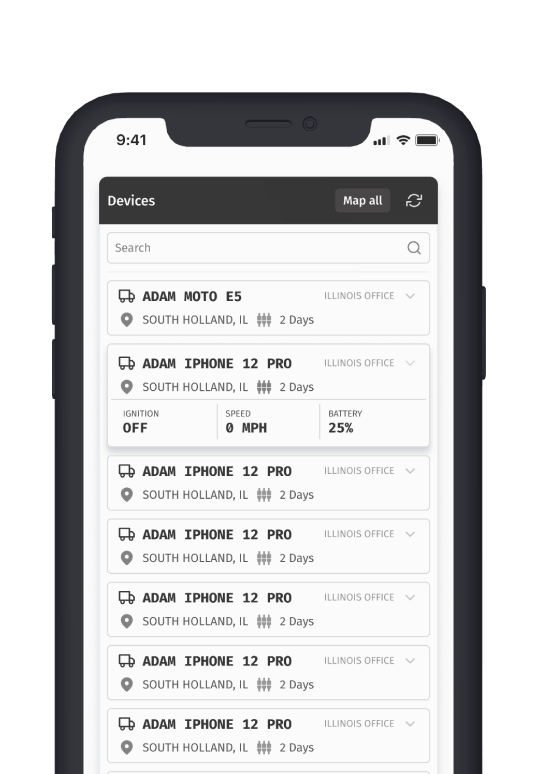 9:41
Devices
Map all
Search
ADAM MOTO E5 ILLINOIS OFFICE
SOUTH HOLLAND, IL 2 Days
ADAM IPHONE 12 PRO ILLINOIS OFFICE
SOUTH HOLLAND, IL 2 Days
IGNITION SPEED BATTERY
OFF 0 MPH 25%
ADAM IPHONE 12 PRO ILLINOIS OFFICE
SOUTH HOLLAND, IL 2 Days
ADAM IPHONE 12 PRO ILLINOIS OFFICE
SOUTH HOLLAND, IL 2 Days
ADAM IPHONE 12 PRO ILLINOIS OFFICE
SOUTH HOLLAND, IL 2 Days
ADAM IPHONE 12 PRO ILLINOIS OFFICE
SOUTH HOLLAND, IL 2 Days
ADAM IPHONE 12 PRO ILLINOIS OFFICE
SOUTH HOLLAND, IL 2 Days